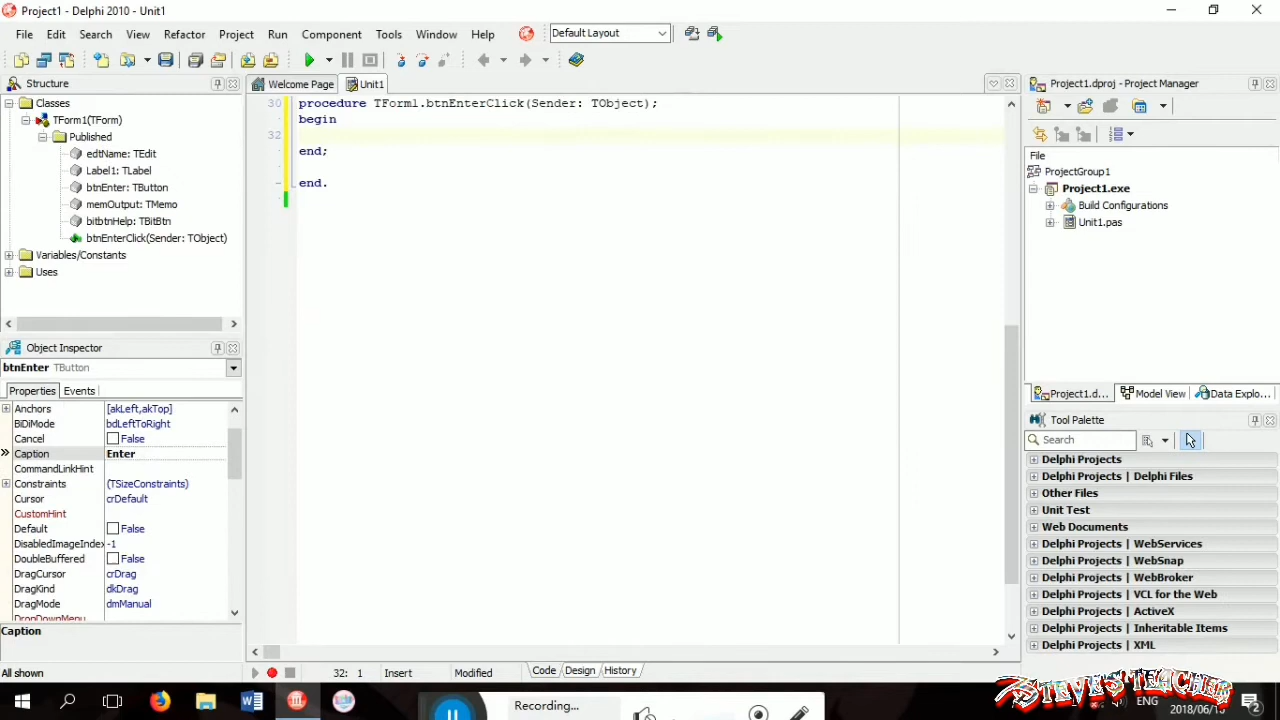 Project1 - Delphi 2010 - Unit1
File Edit Search View Refactor Project Run Component Tools Window Help Default Layout
Structure
Classes
TForm1(TForm)
Published
edtName: TEdit
Label1: TLabel
btnEnter: TButton
memOutput: TMemo
bitbtnHelp: TBitBtn
btnEnterClick(Sender: TObject)
Variables/Constants
Uses
Object Inspector
btnEnter TButton
Properties Events
Anchors [akLeft,akTop]
BiDiMode bdLeftToRight
Cancel False
Caption Enter
CommandLinkHint
Constraints (TSizeConstraints)
Cursor crDefault
CustomHint
Default False
DisabledImageIndex -1
DoubleBuffered False
DragCursor crDrag
DragKind dkDrag
DragMode dmManual
DropDownMenu
Caption
All shown
Welcome Page Unit1
30 procedure TForm1.btnEnterClick(Sender: TObject);
begin
32
end;
end.
32: 1 Insert Modified Code Design History
Project1.dproj - Project Manager
File
ProjectGroup1
Project1.exe
Build Configurations
Unit1.pas
Project1.d... Model View Data Explo...
Tool Palette
Search
Delphi Projects
Delphi Projects | Delphi Files
Other Files
Unit Test
Web Documents
Delphi Projects | WebServices
Delphi Projects | WebSnap
Delphi Projects | WebBroker
Delphi Projects | VCL for the Web
Delphi Projects | ActiveX
Delphi Projects | Inheritable Items
Delphi Projects | XML
Recording...
STEVE'S TEACHER
ENG
2